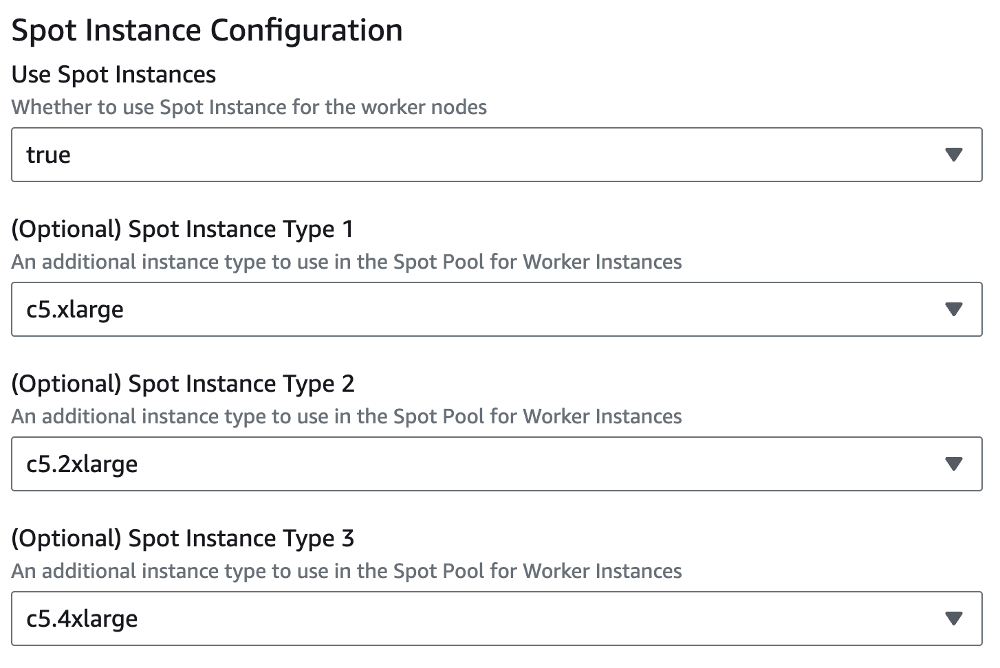 Spot Instance Configuration
Use Spot Instances
Whether to use Spot Instance for the worker nodes
true
(Optional) Spot Instance Type 1
An additional instance type to use in the Spot Pool for Worker Instances
c5.xlarge
(Optional) Spot Instance Type 2
An additional instance type to use in the Spot Pool for Worker Instances
c5.2xlarge
(Optional) Spot Instance Type 3
An additional instance type to use in the Spot Pool for Worker Instances
c5.4xlarge